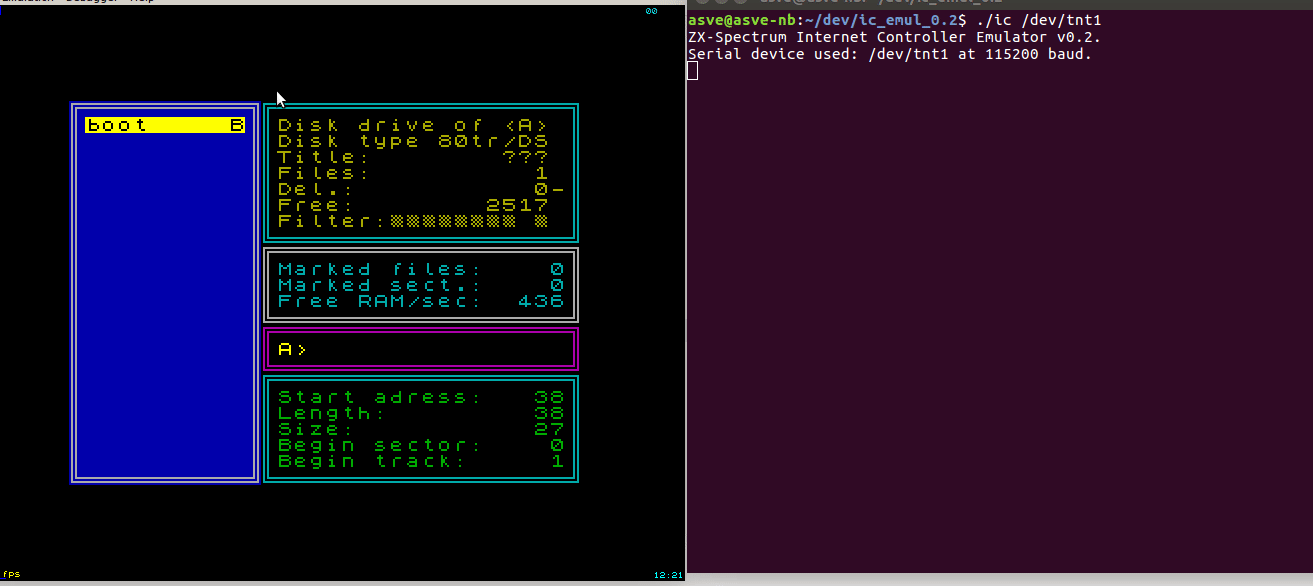 00
boot B
Disk drive of <A>
Disk type 80tr/DS
Title: ???
Files: 1
Del.: 0-
Free: 2517
Filter:▒▒▒▒▒▒▒▒ ▒
Marked files: 0
Marked sect.: 0
Free RAM/sec: 436
A>
Start adress: 38
Length: 38
Size: 27
Begin sector: 0
Begin track: 1
fps
12:21
asve@asve-nb:~/dev/ic_emul_0.2$ ./ic /dev/tnt1
ZX-Spectrum Internet Controller Emulator v0.2.
Serial device used: /dev/tnt1 at 115200 baud.